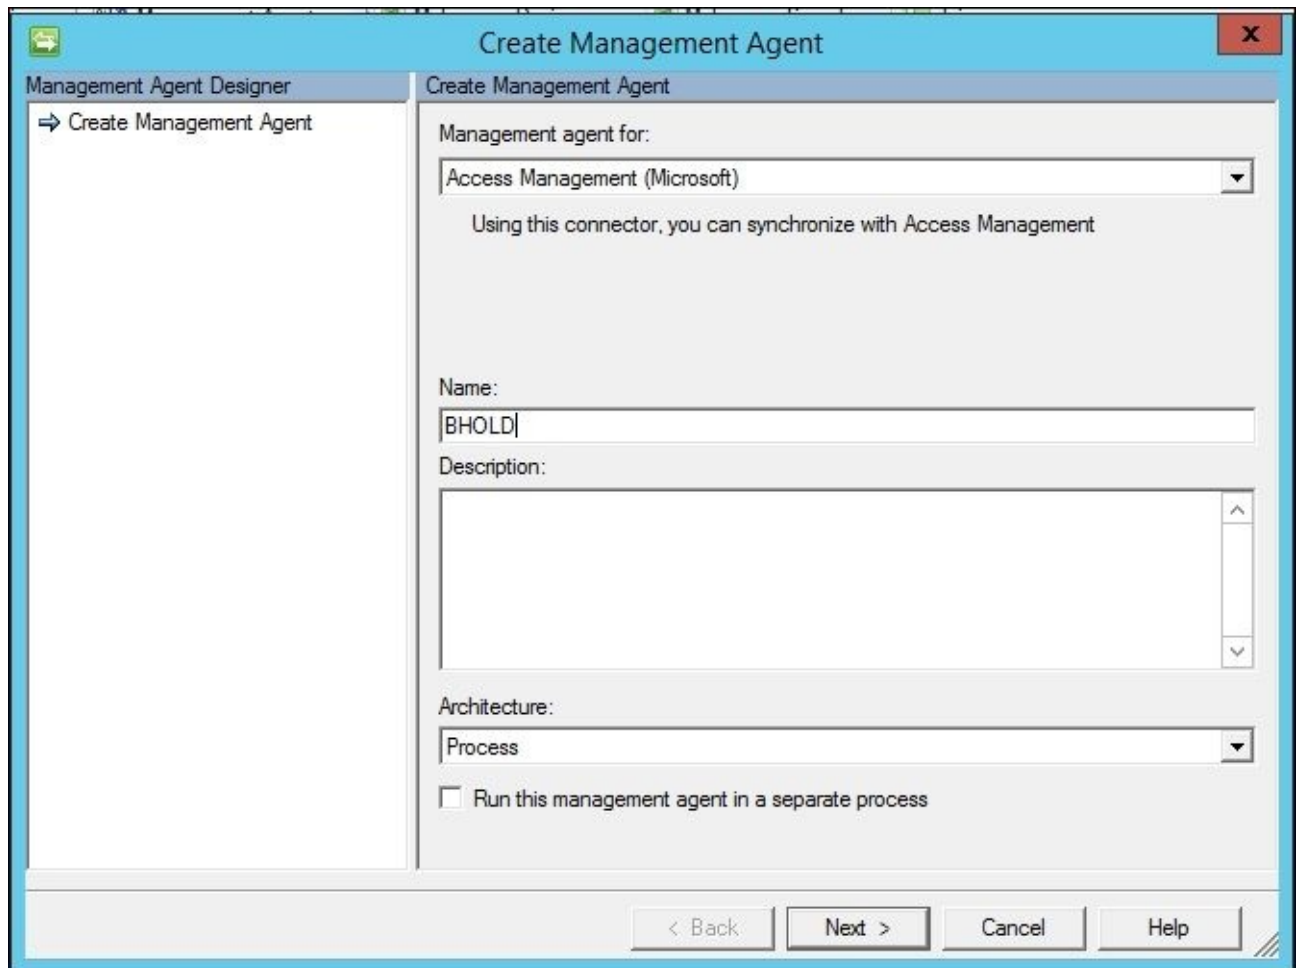 Create Management Agent
x
Management Agent Designer
Create Management Agent
Create Management Agent
Management agent for:
Access Management (Microsoft)
Using this connector, you can synchronize with Access Management
Name:
BHOLD
Description:
Architecture:
Process
Run this management agent in a separate process
< Back
Next >
Cancel
Help